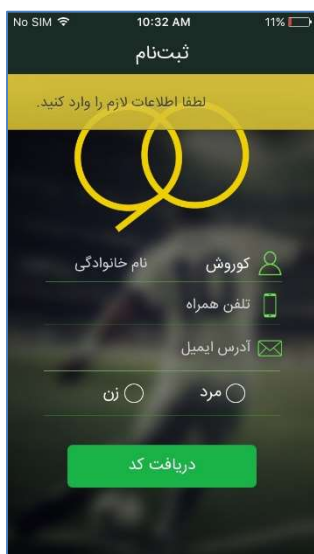 No SIM 10:32 AM 11%
ثبت‌نام
لطفا اطلاعات لازم را وارد کنید.
90
کوروش نام خانوادگی
تلفن همراه
آدرس ایمیل
مرد زن
دریافت کد